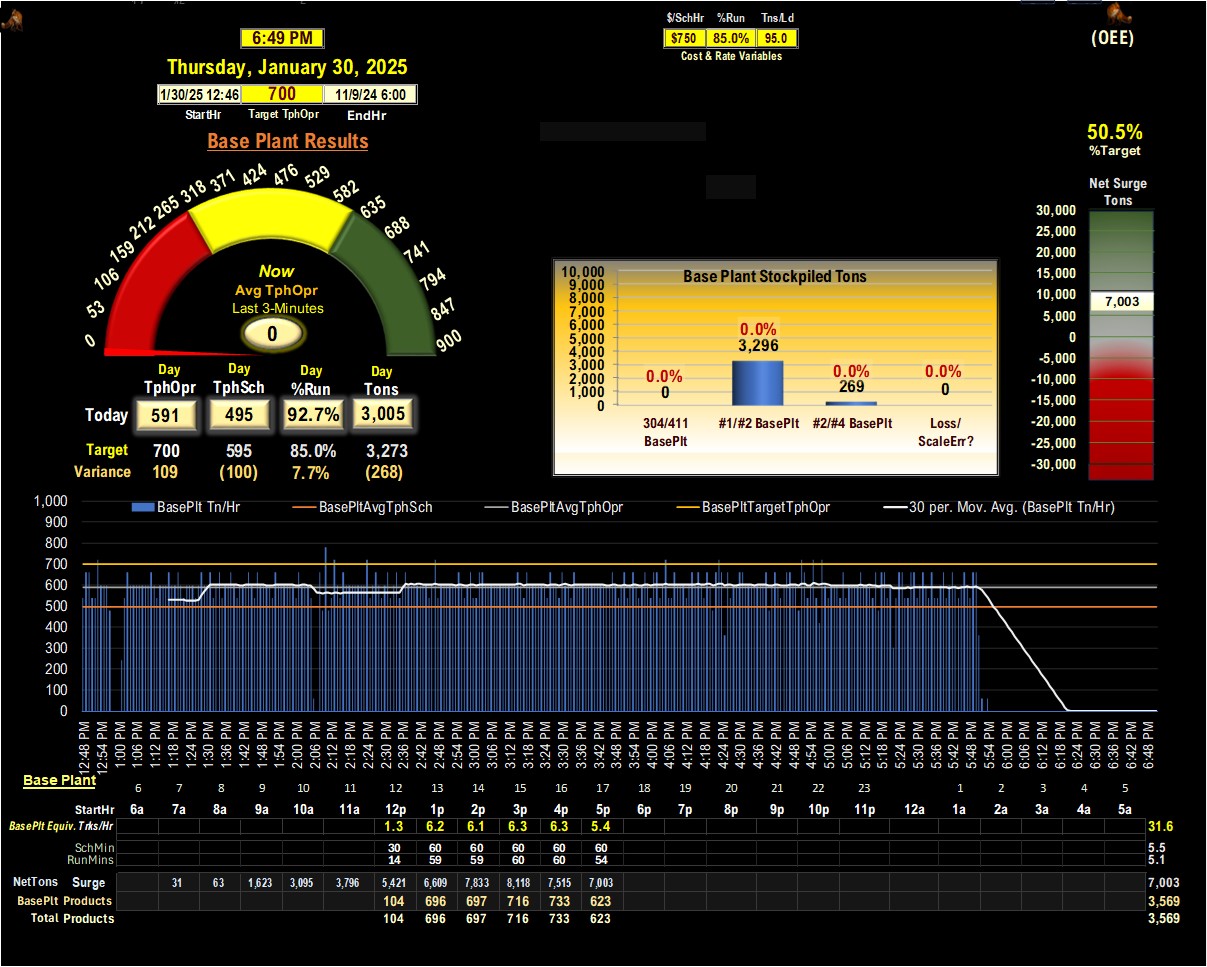 $/SchHr %Run Tns/Ld
6:49 PM $750 85.0% 95.0 (OEE)
Cost & Rate Variables
Thursday, January 30, 2025
1/30/25 12:46 700 11/9/24 6:00
StartHr Target TphOpr EndHr
Base Plant Results
50.5%
%Target
0 53 106 159 212 265 318 371 424 476 529 582 635 688 741 794 847 900
Now
Avg TphOpr
Last 3-Minutes
0
Day Day Day Day
TphOpr TphSch %Run Tons
Today 591 495 92.7% 3,005
Target 700 595 85.0% 3,273
Variance 109 (100) 7.7% (268)
Base Plant Stockpiled Tons
10,000
9,000
8,000
7,000
6,000
5,000
4,000
3,000
2,000
1,000
0
0.0% 0.0% 0.0% 0.0%
0 3,296 269 0
304/411 BasePlt #1/#2 BasePlt #2/#4 BasePlt Loss/ ScaleErr?
Net Surge
Tons
30,000
25,000
20,000
15,000
10,000
7,003
5,000
0
-5,000
-10,000
-15,000
-20,000
-25,000
-30,000
BasePlt Tn/Hr BasePltAvgTphSch BasePltAvgTphOpr BasePltTargetTphOpr 30 per. Mov. Avg. (BasePlt Tn/Hr)
1,000
900
800
700
600
500
400
300
200
100
0
12:48 PM 12:54 PM 1:00 PM 1:06 PM 1:12 PM 1:18 PM 1:24 PM 1:30 PM 1:36 PM 1:42 PM 1:48 PM 1:54 PM 2:00 PM 2:06 PM 2:12 PM 2:18 PM 2:24 PM 2:30 PM 2:36 PM 2:42 PM 2:48 PM 2:54 PM 3:00 PM 3:06 PM 3:12 PM 3:18 PM 3:24 PM 3:30 PM 3:36 PM 3:42 PM 3:48 PM 3:54 PM 4:00 PM 4:06 PM 4:12 PM 4:18 PM 4:24 PM 4:30 PM 4:36 PM 4:42 PM 4:48 PM 4:54 PM 5:00 PM 5:06 PM 5:12 PM 5:18 PM 5:24 PM 5:30 PM 5:36 PM 5:42 PM 5:48 PM 5:54 PM 6:00 PM 6:06 PM 6:12 PM 6:18 PM 6:24 PM 6:30 PM 6:36 PM 6:42 PM 6:48 PM
Base Plant
6 7 8 9 10 11 12 13 14 15 16 17 18 19 20 21 22 23 1 2 3 4 5
StartHr 6a 7a 8a 9a 10a 11a 12p 1p 2p 3p 4p 5p 6p 7p 8p 9p 10p 11p 12a 1a 2a 3a 4a 5a
BasePlt Equiv. Trks/Hr 1.3 6.2 6.1 6.3 6.3 5.4 31.6
SchMin 30 60 60 60 60 60 5.5
RunMins 14 59 59 60 60 54 5.1
NetTons Surge 31 63 1,623 3,095 3,796 5,421 6,609 7,833 8,118 7,515 7,003 7,003
BasePlt Products 104 696 697 716 733 623 3,569
Total Products 104 696 697 716 733 623 3,569